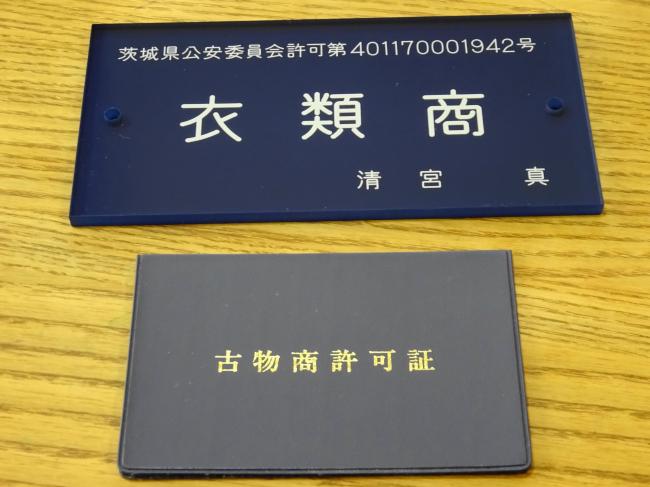 茨城県公安委員会許可第401170001942号
衣類商
清宮 真
古物商許可証